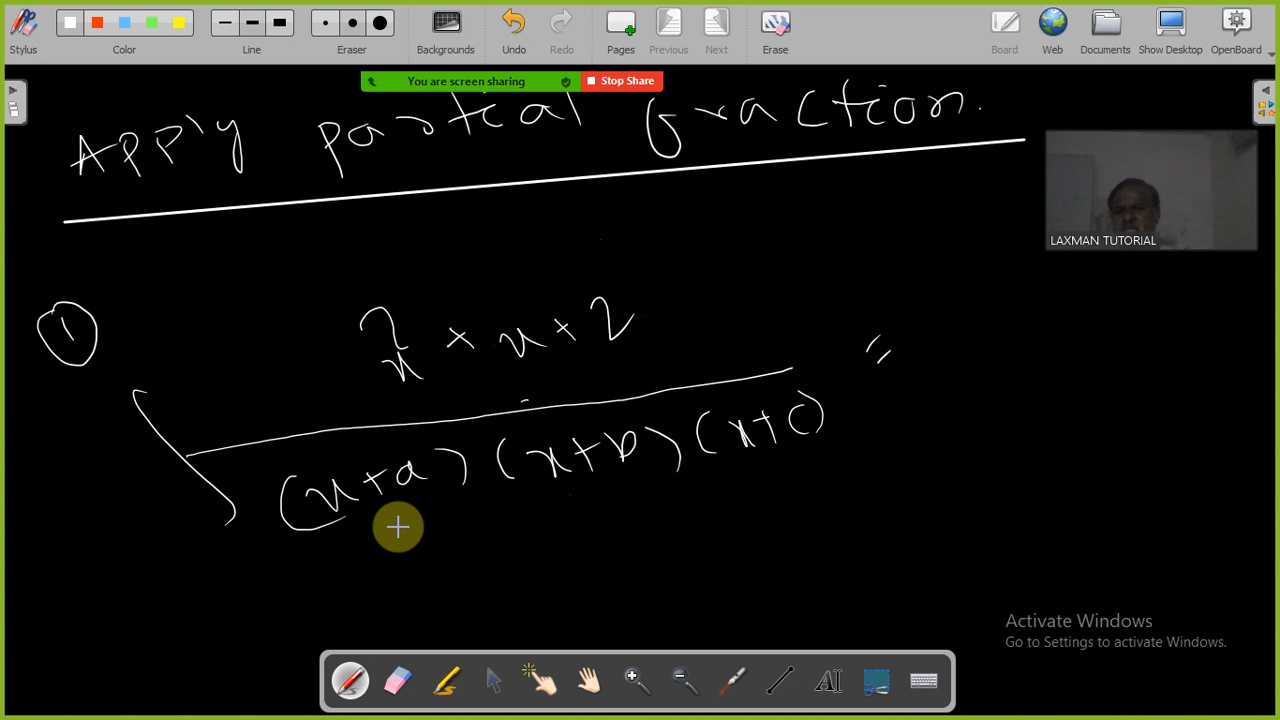 Stylus Color Line Eraser Backgrounds Undo Redo Pages Previous Next Erase Board Web Documents Show Desktop OpenBoard
You are screen sharing Stop Share
Apply partial fraction.
LAXMAN TUTORIAL
1
x² + x + 2
=
(x+a) (x+b) (x+c)
Activate Windows
Go to Settings to activate Windows.
AI